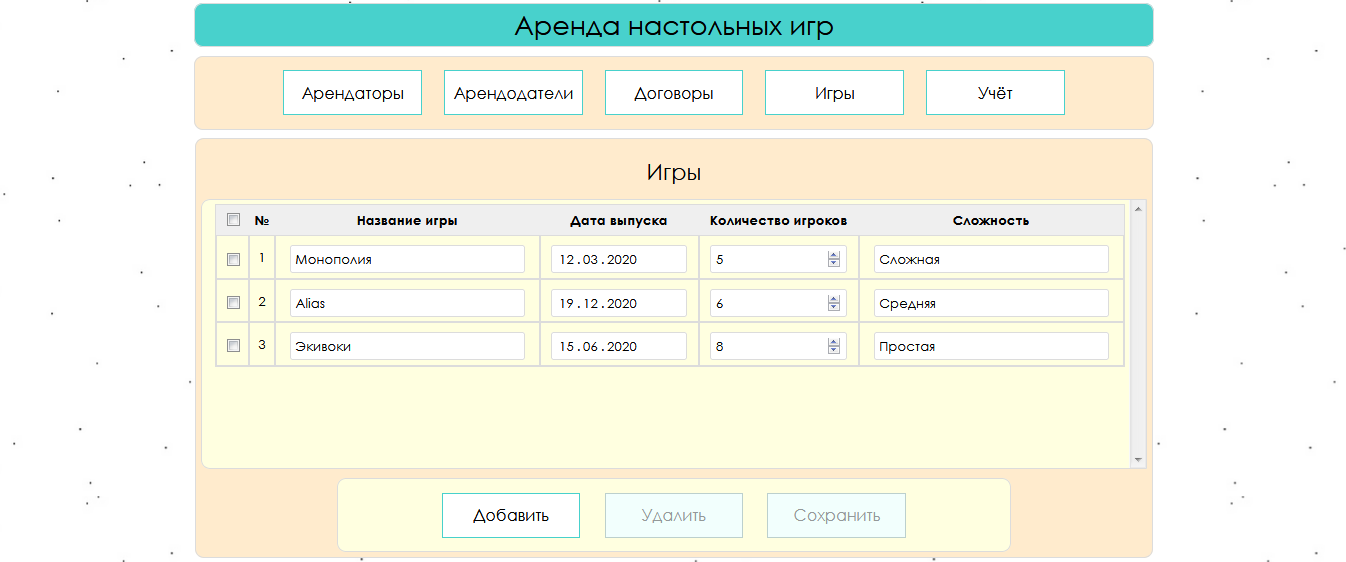 Аренда настольных игр
Арендаторы Арендодатели Договоры Игры Учёт
Игры
№ Название игры Дата выпуска Количество игроков Сложность
1 Монополия 12.03.2020 5 Сложная
2 Alias 19.12.2020 6 Средняя
3 Экивоки 15.06.2020 8 Простая
Добавить Удалить Сохранить